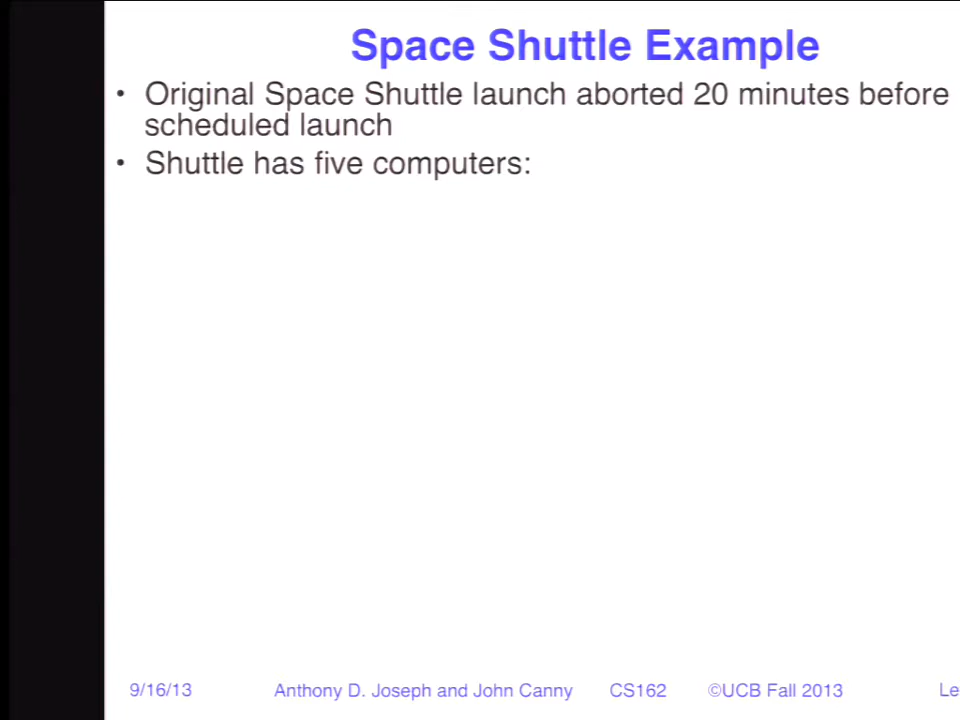 Space Shuttle Example
• Original Space Shuttle launch aborted 20 minutes before
scheduled launch
• Shuttle has five computers:
9/16/13 Anthony D. Joseph and John Canny CS162 ©UCB Fall 2013